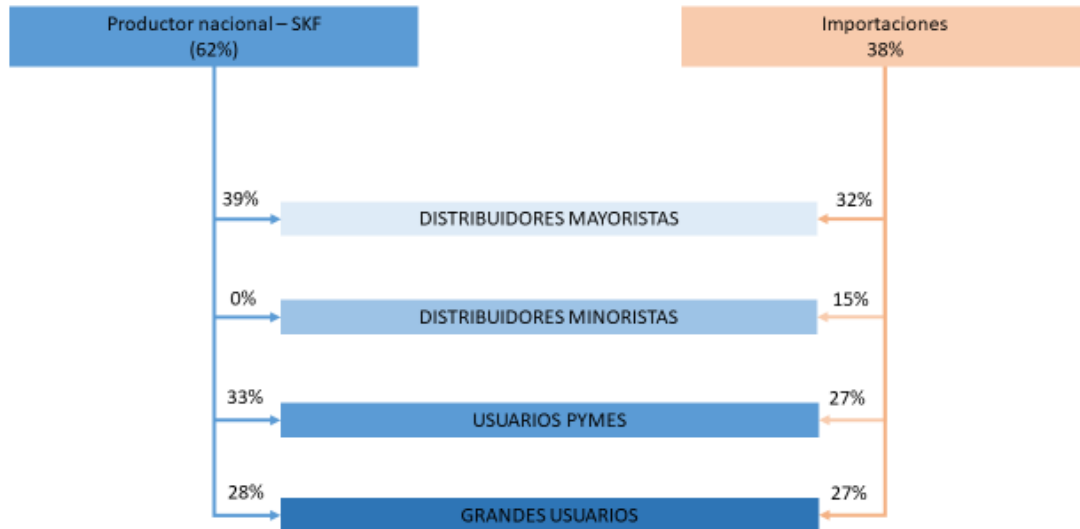 Productor nacional – SKF
(62%)
Importaciones
38%
39%
DISTRIBUIDORES MAYORISTAS
32%
0%
DISTRIBUIDORES MINORISTAS
15%
33%
USUARIOS PYMES
27%
28%
GRANDES USUARIOS
27%